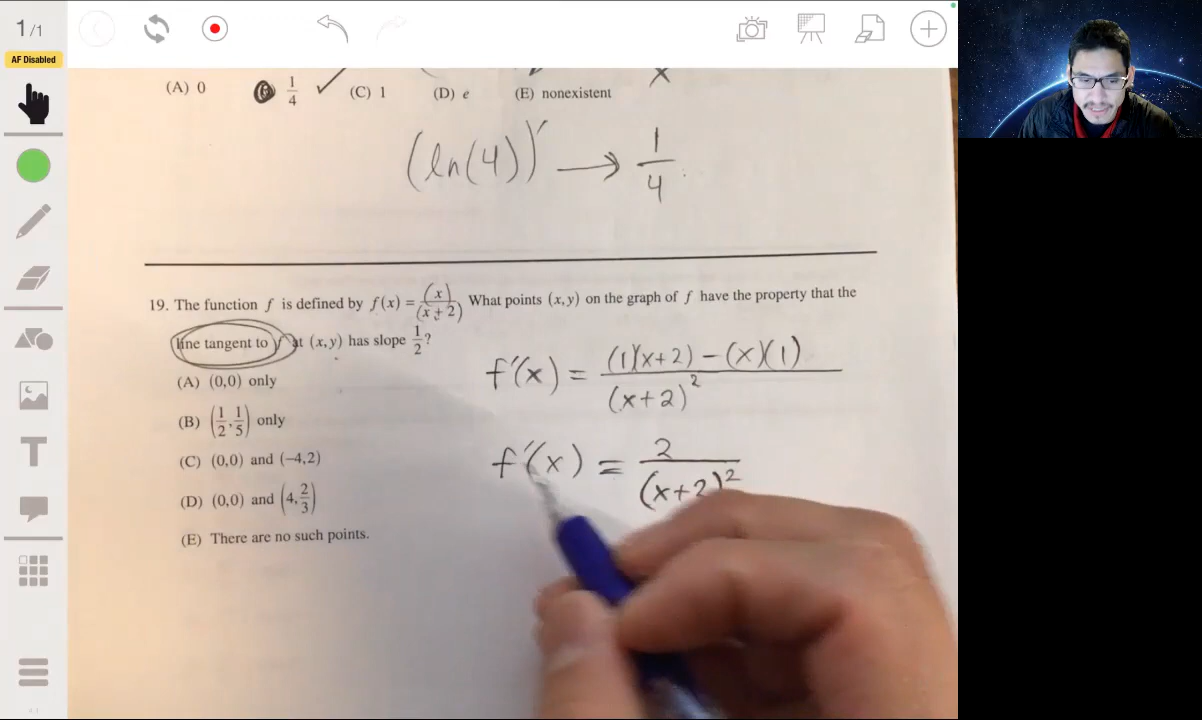 1/1
AF Disabled
(A) 0 1/4 ✓ (C) 1 (D) e (E) nonexistent
(ln(4))′ → 1/4
19. The function f is defined by f(x) = (x)/(x + 2). What points (x, y) on the graph of f have the property that the
line tangent to f at (x, y) has slope 1/2?
f′(x) = (1)(x+2) − (x)(1) / (x+2)²
(A) (0,0) only
(B) (1/2, 1/5) only
f′(x) = 2/(x+2)²
(C) (0,0) and (−4,2)
(D) (0,0) and (4, 2/3)
(E) There are no such points.
T